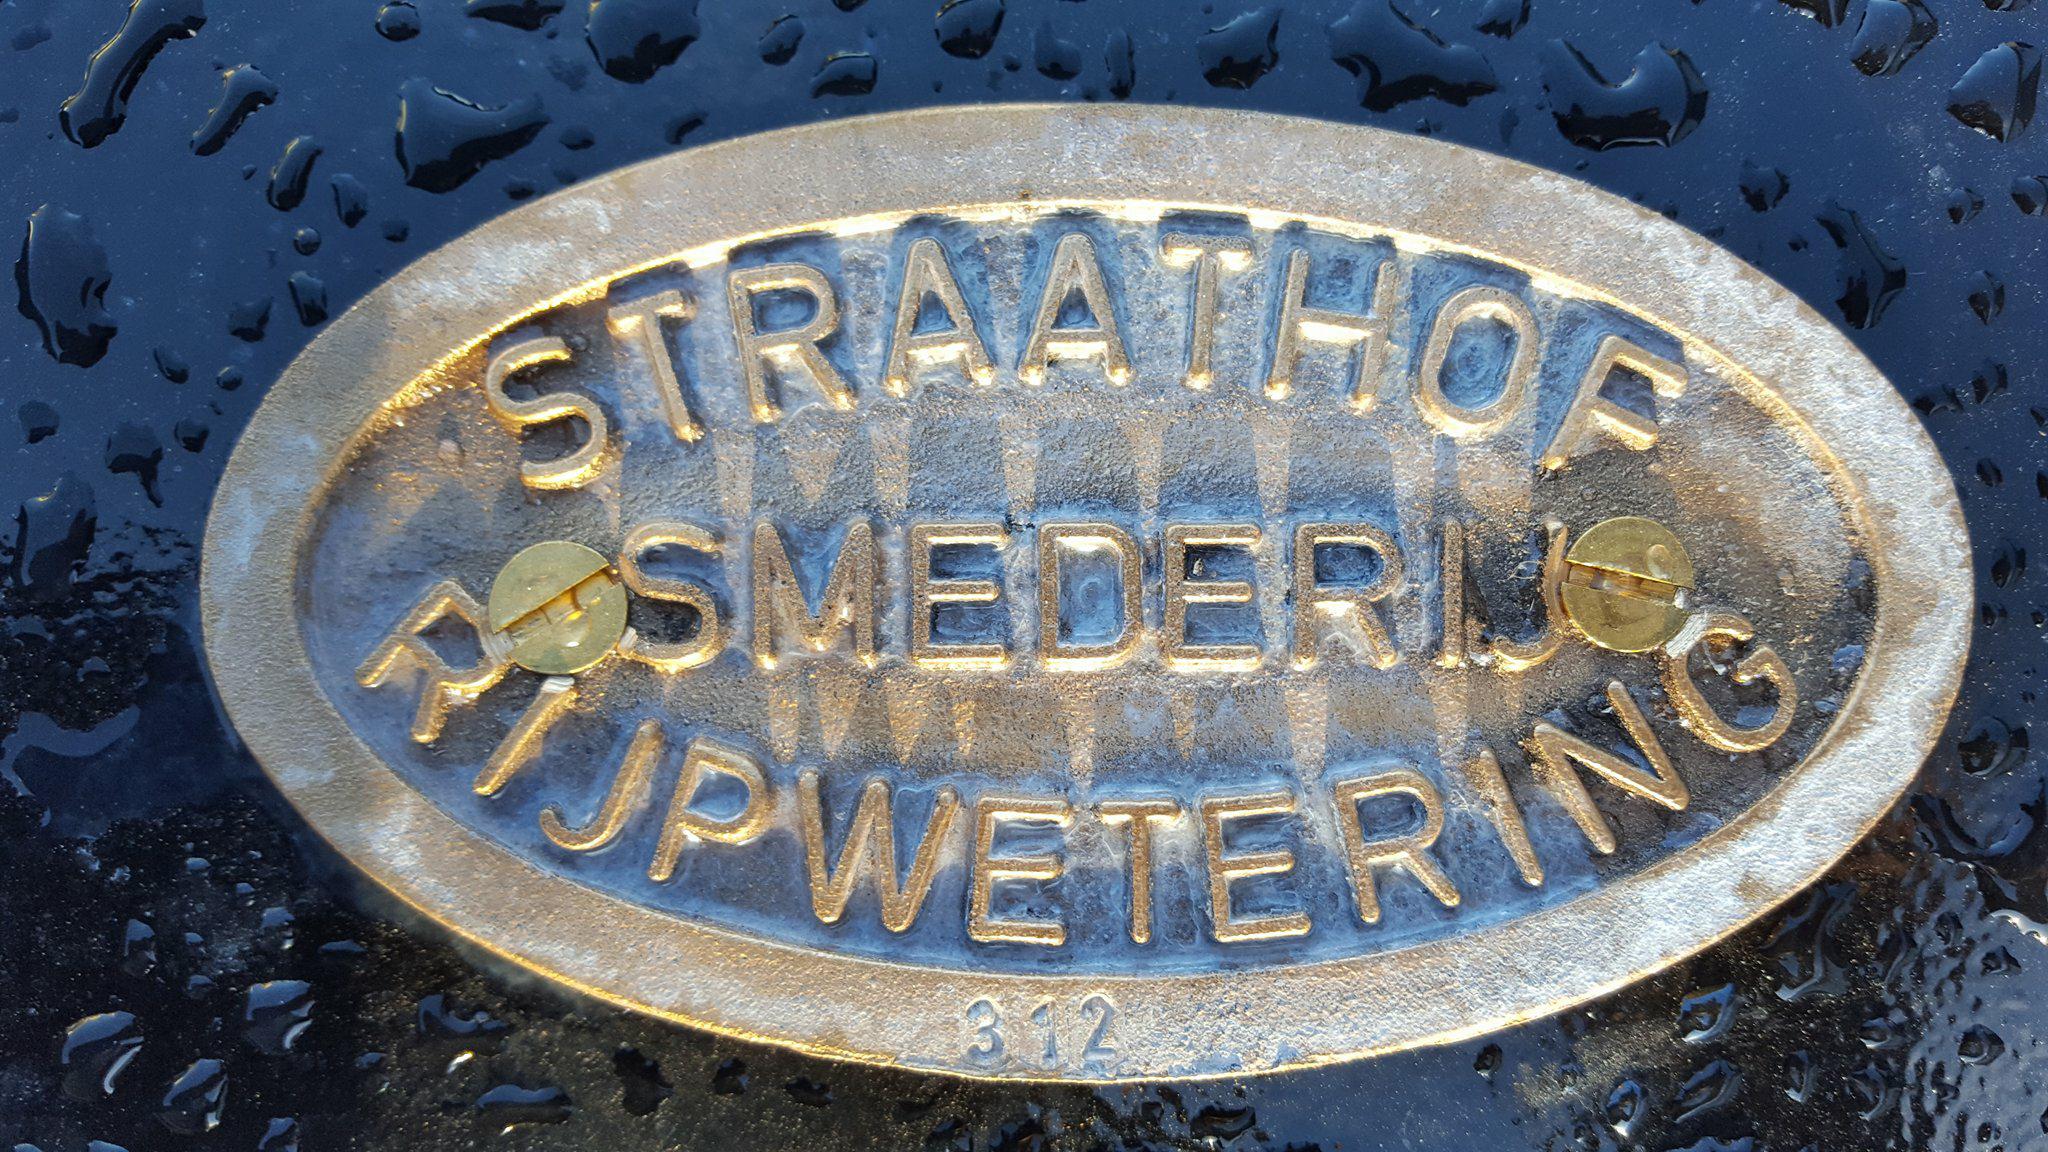 STRAATHOF
SMEDERIJ
RIJPWETERING
312